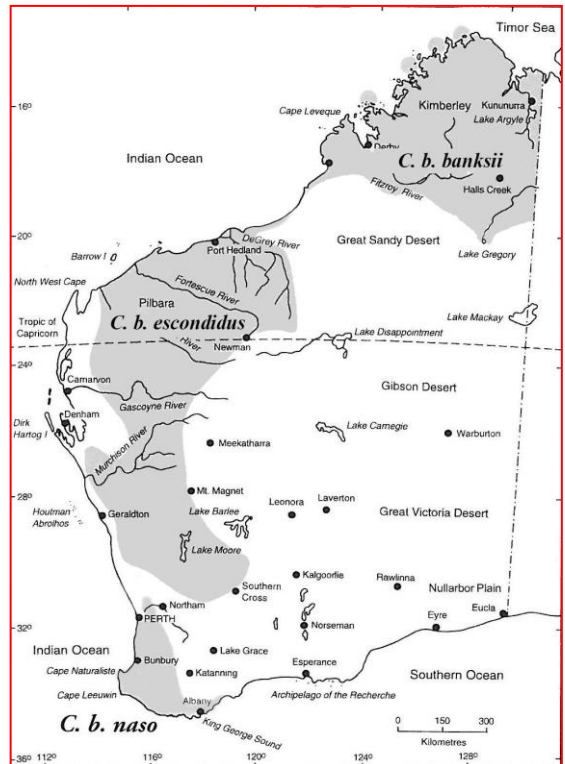 Timor Sea
16°
Kimberley
Kununurra
Lake Argyle
Cape Leveque
Derby
Indian Ocean
C. b. banksii
Fitzroy River
Halls Creek
20°
DeGrey River
Great Sandy Desert
Port Hedland
Lake Gregory
Barrow I
North West Cape
Fortescue River
Pilbara
Lake Mackay
Tropic of
Capricorn
C. b. escondidus
Lake Disappointment
River
Newman
24°
Carnarvon
Gibson Desert
Gascoyne River
Dirk
Hartog I
Denham
Lake Carnegie
Warburton
Murchison River
Meekatharra
28°
Mt. Magnet
Leonora
Laverton
Houtman
Abrolhos
Geraldton
Lake Barlee
Great Victoria Desert
Lake Moore
Kalgoorlie
Rawlinna
Nullarbor Plain
Southern
Cross
Northam
32°
PERTH
Norseman
Eyre
Eucla
Indian Ocean
Lake Grace
Cape Naturaliste
Bunbury
Katanning
Esperance
Southern Ocean
Cape Leeuwin
Albany
Archipelago of the Recherche
C. b. naso
King George Sound
0 150 300
Kilometres
36°
112°
116°
120°
124°
128°